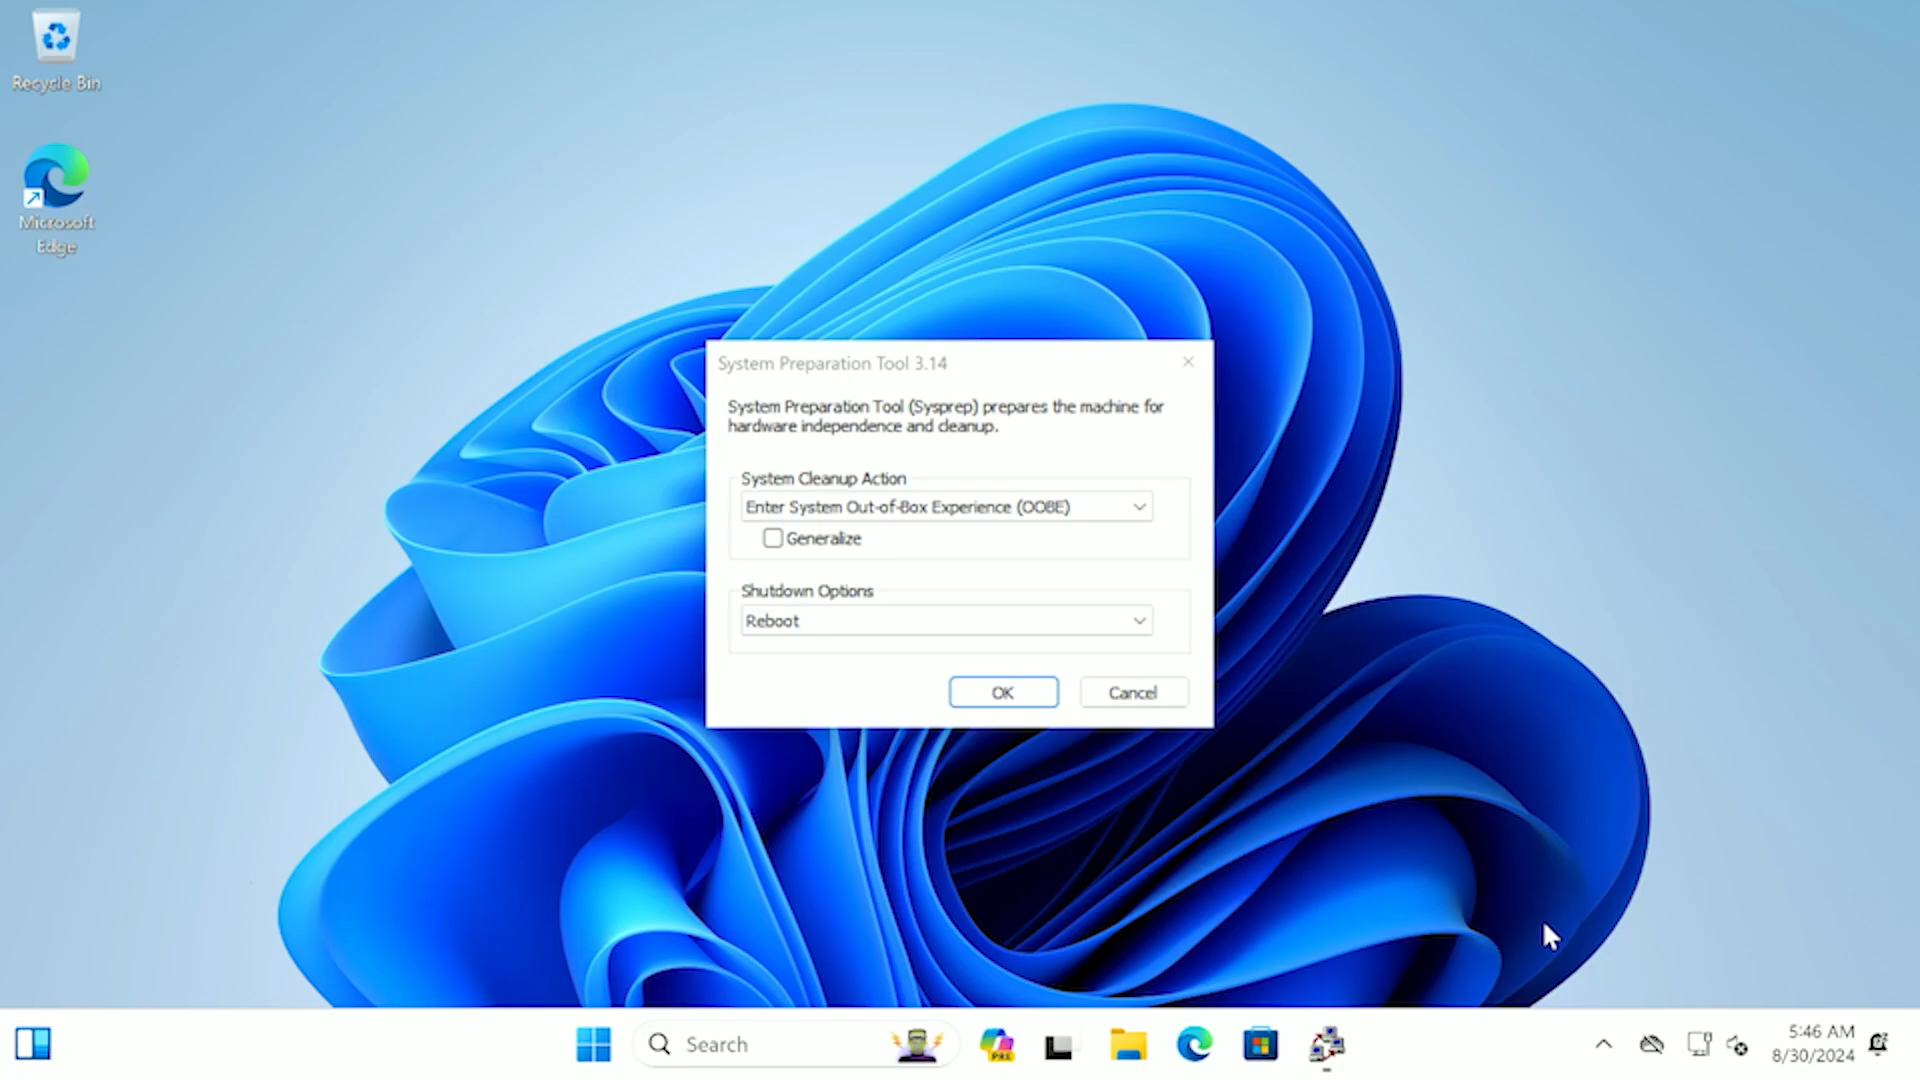 Recycle Bin
Microsoft
Edge
System Preparation Tool 3.14
System Preparation Tool (Sysprep) prepares the machine for
hardware independence and cleanup.
System Cleanup Action
Enter System Out-of-Box Experience (OOBE)
Generalize
Shutdown Options
Reboot
OK
Cancel
Search
PRE
5:46 AM
8/30/2024